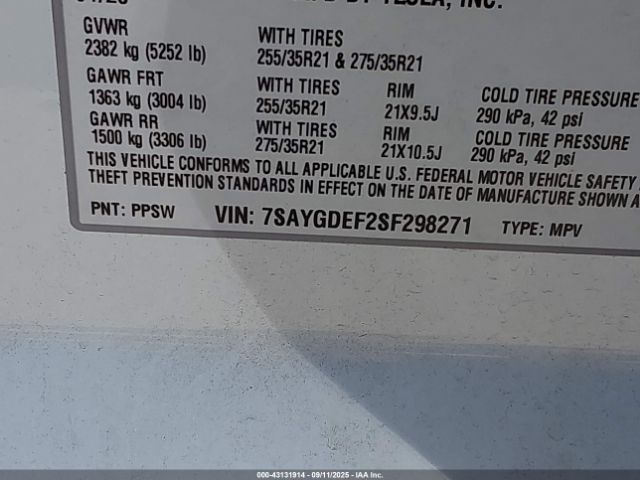 TESLA, INC.
GVWR
2382 kg (5252 lb)
WITH TIRES
255/35R21 & 275/35R21
GAWR FRT
1363 kg (3004 lb)
WITH TIRES
255/35R21
RIM
21X9.5J
COLD TIRE PRESSURE
290 kPa, 42 psi
GAWR RR
1500 kg (3306 lb)
WITH TIRES
275/35R21
RIM
21X10.5J
COLD TIRE PRESSURE
290 kPa, 42 psi
THIS VEHICLE CONFORMS TO ALL APPLICABLE U.S. FEDERAL MOTOR VEHICLE SAFETY
THEFT PREVENTION STANDARDS IN EFFECT ON THE DATE OF MANUFACTURE SHOWN A
PNT: PPSW
VIN: 7SAYGDEF2SF298271
TYPE: MPV
000-43131914 - 09/11/2025 - IAA Inc.